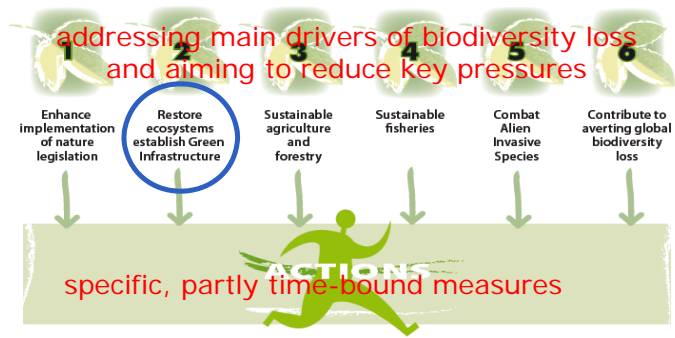 1 2 3 4 5 6
addressing main drivers of biodiversity loss
and aiming to reduce key pressures
Enhance
implementation
of nature
legislation
Restore
ecosystems
establish Green
Infrastructure
Sustainable
agriculture
and
forestry
Sustainable
fisheries
Combat
Alien
Invasive
Species
Contribute to
averting global
biodiversity
loss
ACTIONS
specific, partly time-bound measures